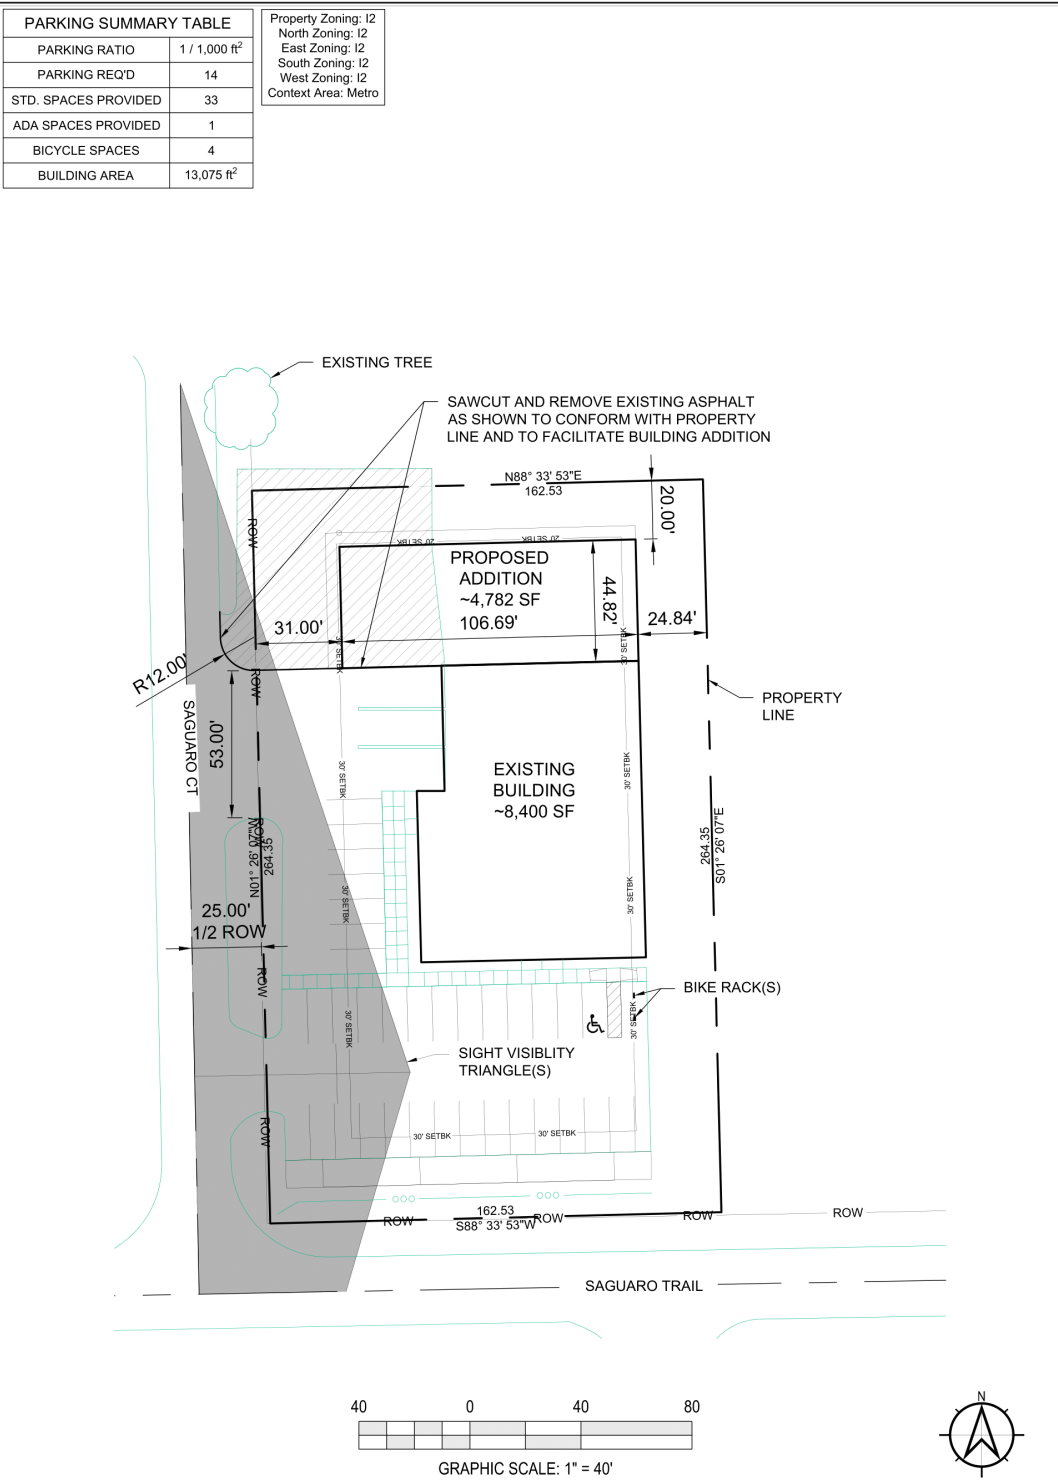 PARKING SUMMARY TABLE
PARKING RATIO 1 / 1,000 ft²
PARKING REQ'D 14
STD. SPACES PROVIDED 33
ADA SPACES PROVIDED 1
BICYCLE SPACES 4
BUILDING AREA 13,075 ft²
Property Zoning: I2
North Zoning: I2
East Zoning: I2
South Zoning: I2
West Zoning: I2
Context Area: Metro
EXISTING TREE
SAWCUT AND REMOVE EXISTING ASPHALT
AS SHOWN TO CONFORM WITH PROPERTY
LINE AND TO FACILITATE BUILDING ADDITION
N88° 33' 53"E
162.53
20.00'
ROW
20' SETBK
20' SETBK
PROPOSED
ADDITION
~4,782 SF
106.69'
44.82'
24.84'
31.00'
30' SETBK
30' SETBK
R12.00'
ROW
PROPERTY
LINE
SAGUARO CT
53.00'
30' SETBK
30' SETBK
EXISTING
BUILDING
~8,400 SF
ROW
N01° 26' 07"W
264.35
264.35
S01° 26' 07"E
30' SETBK
30' SETBK
25.00'
1/2 ROW
ROW
BIKE RACK(S)
30' SETBK
30' SETBK
SIGHT VISIBLITY
TRIANGLE(S)
ROW
30' SETBK
30' SETBK
162.53
S88° 33' 53"W
ROW
ROW
ROW
ROW
SAGUARO TRAIL
40 0 40 80
GRAPHIC SCALE: 1" = 40'
N